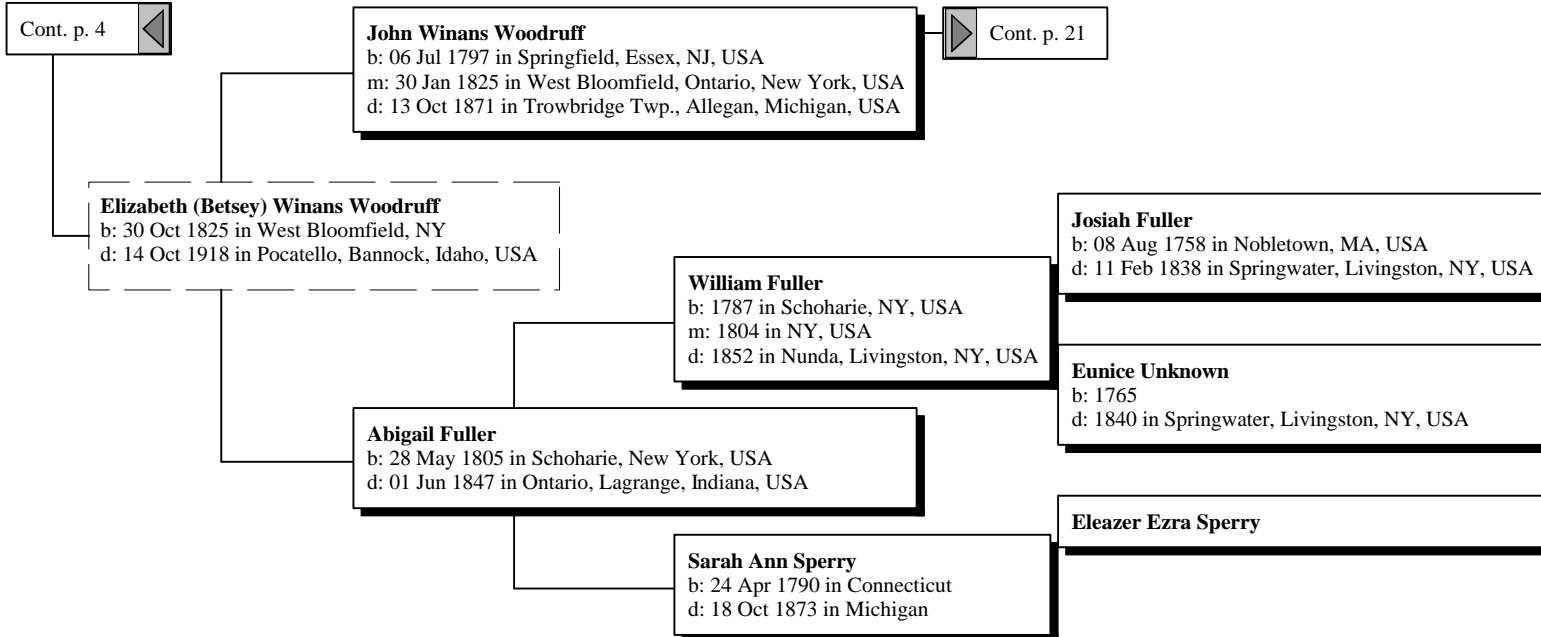 Cont. p. 4
John Winans Woodruff
b: 06 Jul 1797 in Springfield, Essex, NJ, USA
m: 30 Jan 1825 in West Bloomfield, Ontario, New York, USA
d: 13 Oct 1871 in Trowbridge Twp., Allegan, Michigan, USA
Cont. p. 21
Elizabeth (Betsey) Winans Woodruff
b: 30 Oct 1825 in West Bloomfield, NY
d: 14 Oct 1918 in Pocatello, Bannock, Idaho, USA
Josiah Fuller
b: 08 Aug 1758 in Nobletown, MA, USA
d: 11 Feb 1838 in Springwater, Livingston, NY, USA
William Fuller
b: 1787 in Schoharie, NY, USA
m: 1804 in NY, USA
d: 1852 in Nunda, Livingston, NY, USA
Eunice Unknown
b: 1765
d: 1840 in Springwater, Livingston, NY, USA
Abigail Fuller
b: 28 May 1805 in Schoharie, New York, USA
d: 01 Jun 1847 in Ontario, Lagrange, Indiana, USA
Eleazer Ezra Sperry
Sarah Ann Sperry
b: 24 Apr 1790 in Connecticut
d: 18 Oct 1873 in Michigan